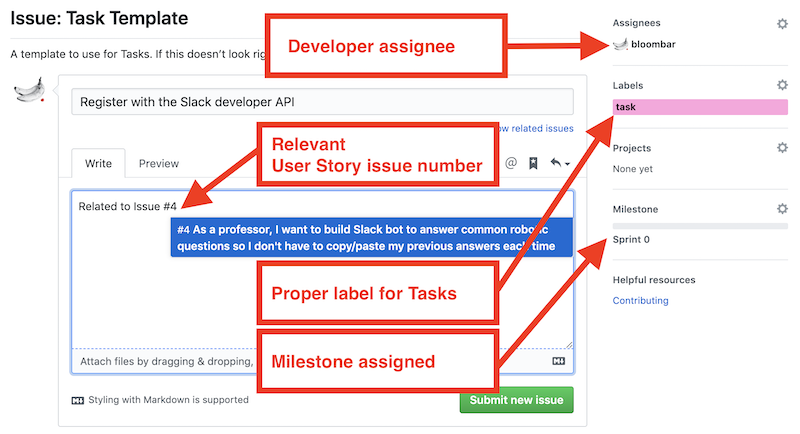 Issue: Task Template
A template to use for Tasks. If this doesn't look
Developer assignee
Assignees
bloombar
Register with the Slack developer API
related issues
Labels
task
Relevant
User Story issue number
Write
Preview
Projects
None yet
Related to Issue #4
#4 As a professor, I want to build Slack bot to answer common robotic
questions so I don't have to copy/paste my previous answers each time
Milestone
Sprint 0
Proper label for Tasks
Helpful resources
Contributing
Milestone assigned
Attach files by dragging & dropping,
Styling with Markdown is supported
Submit new issue